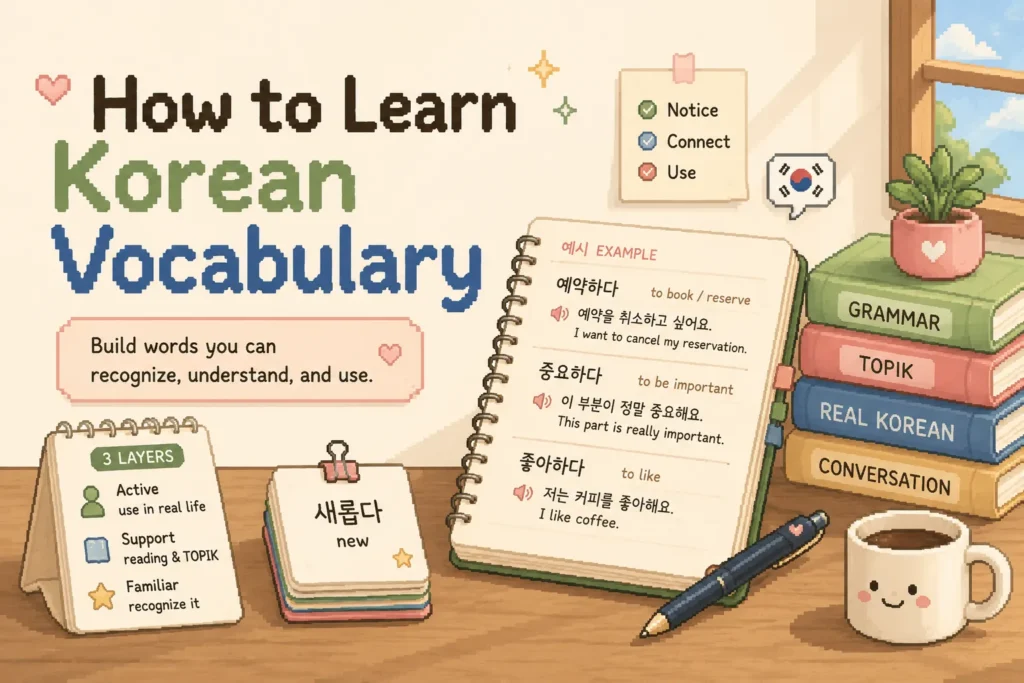 How to Learn
Korean
Vocabulary
Build words you can
recognize, understand, and use.
Notice
Connect
Use
3 LAYERS
Active
use in real life
Support
reading & TOPIK
Familiar
recognize it
새롭다
new
예시 EXAMPLE
예약하다 to book / reserve
예약을 취소하고 싶어요.
I want to cancel my reservation.
중요하다 to be important
이 부분이 정말 중요해요.
This part is really important.
좋아하다 to like
저는 커피를 좋아해요.
I like coffee.
GRAMMAR
TOPIK
REAL KOREAN
CONVERSATION